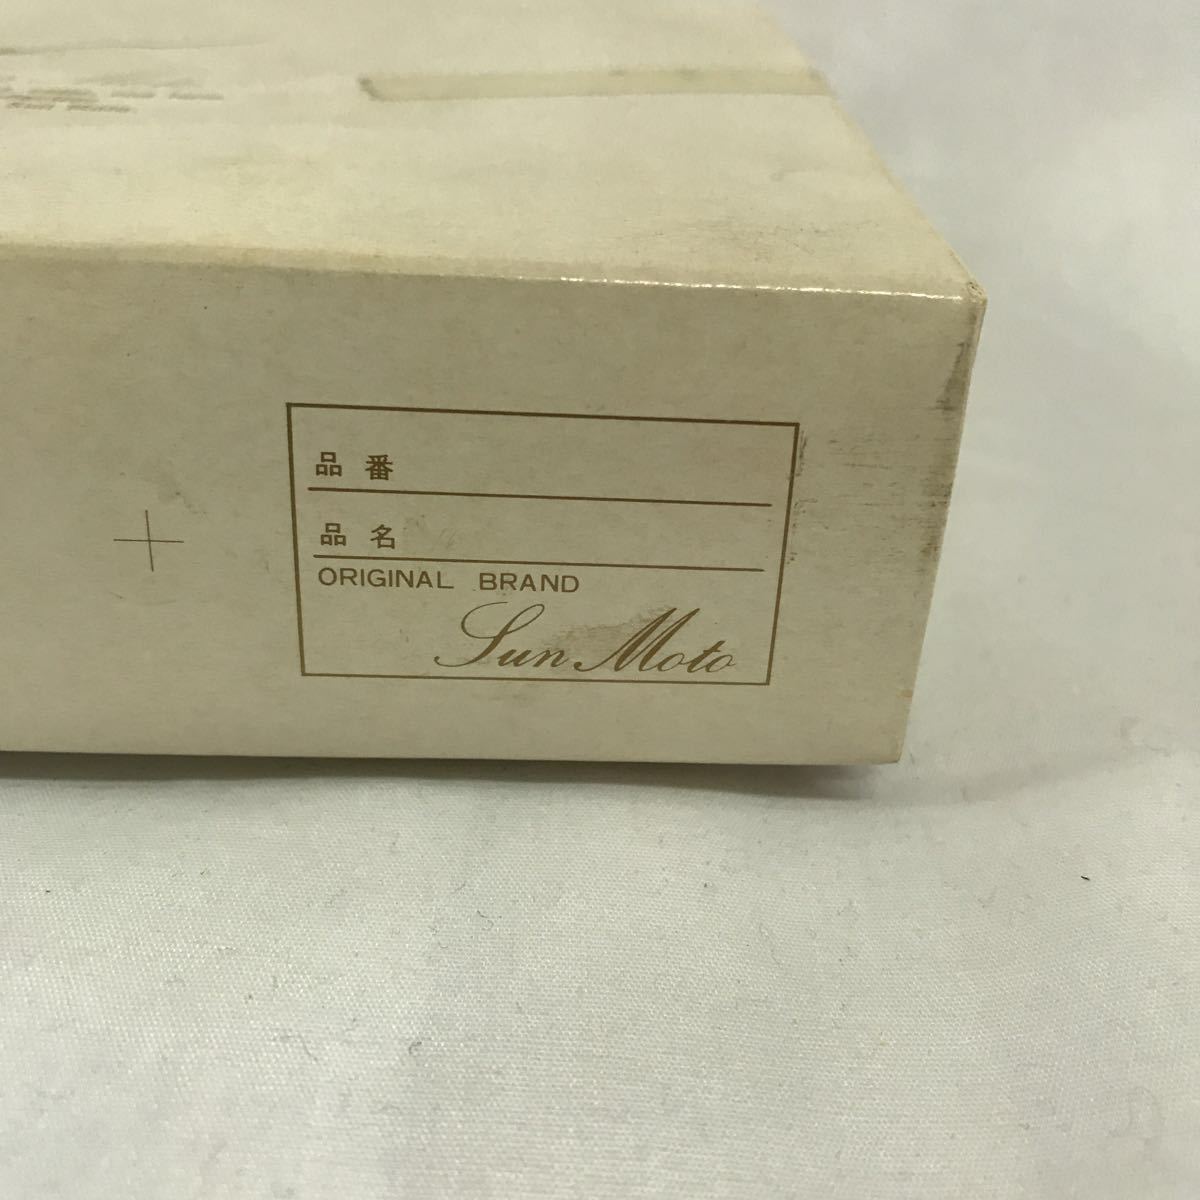 品番
品名
ORIGINAL BRAND
Sun Moto